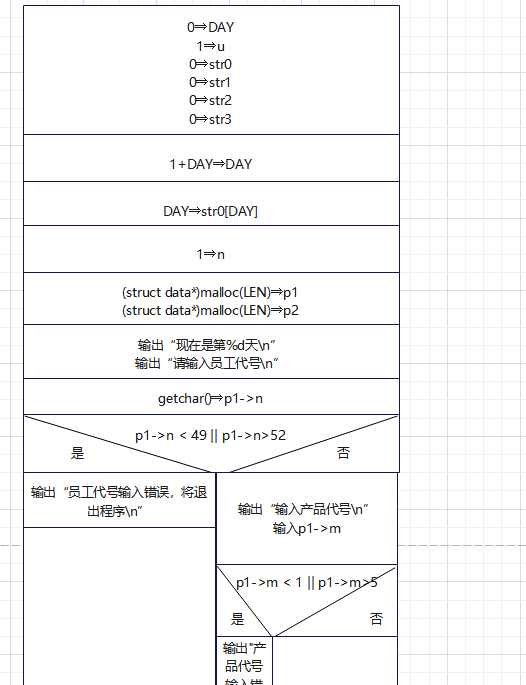 0⇒DAY
1⇒u
0⇒str0
0⇒str1
0⇒str2
0⇒str3
1+DAY⇒DAY
DAY⇒str0[DAY]
1⇒n
(struct data*)malloc(LEN)⇒p1
(struct data*)malloc(LEN)⇒p2
输出“现在是第%d天\n”
输出“请输入员工代号\n”
getchar()⇒p1->n
p1->n < 49 || p1->n>52
是
否
输出“员工代号输入错误，将退
出程序\n”
输出“输入产品代号\n”
输入p1->m
p1->m < 1 || p1->m>5
是
否
输出"产
品代号
输入错